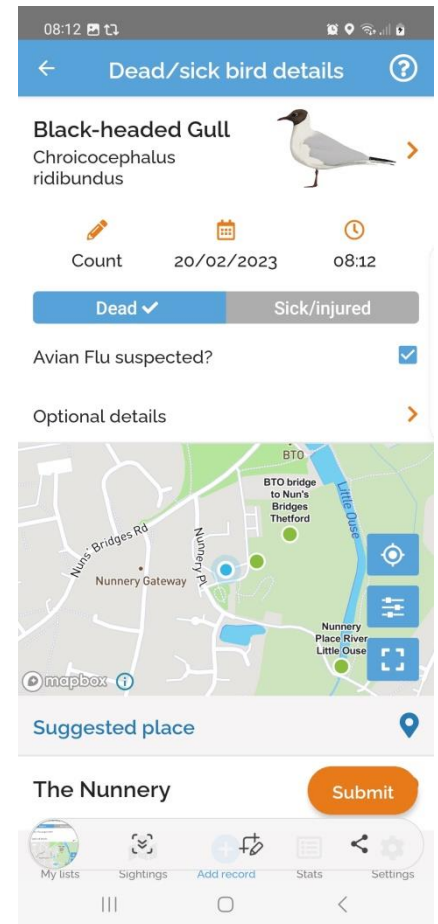 08:12
Dead/sick bird details
?
Black-headed Gull
Chroicocephalus
ridibundus
Count
20/02/2023
08:12
Dead ✓
Sick/injured
Avian Flu suspected?
Optional details
BTO
BTO bridge
to Nun's
Bridges
Thetford
Little Ouse
Nuns' Bridges Rd
Nunnery Pl
Nunnery Gateway
Nunnery
Place River
Little Ouse
mapbox
i
Suggested place
The Nunnery
Submit
My lists
Sightings
Add record
Stats
Settings